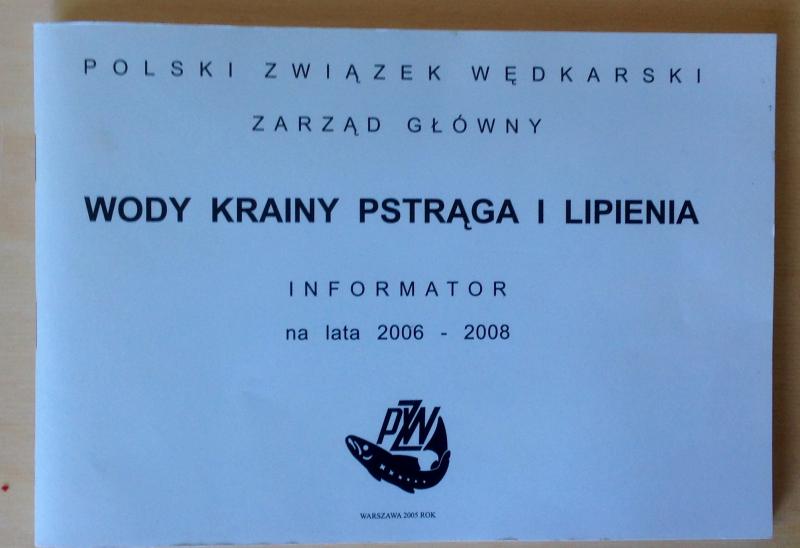 POLSKI ZWIĄZEK WĘDKARSKI
ZARZĄD GŁÓWNY
WODY KRAINY PSTRĄGA I LIPIENIA
INFORMATOR
na lata 2006 - 2008
PZW
WARSZAWA 2005 ROK